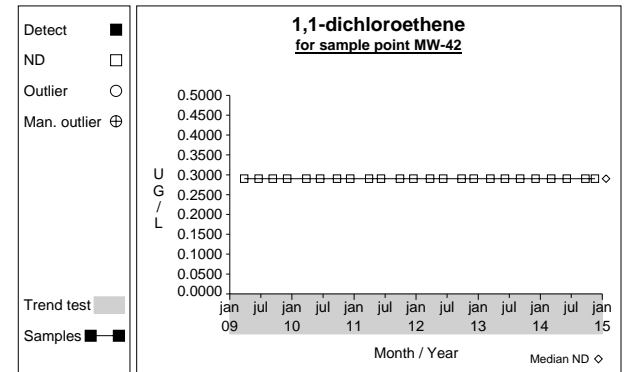 Detect
ND
Outlier
Man. outlier
Trend test
Samples
1,1-dichloroethene
for sample point MW-42
U
G
/
L
0.5000
0.4500
0.4000
0.3500
0.3000
0.2500
0.2000
0.1500
0.1000
0.0500
0.0000
jan jul jan jul jan jul jan jul jan jul jan jul jan
09 10 11 12 13 14 15
Month / Year
Median ND